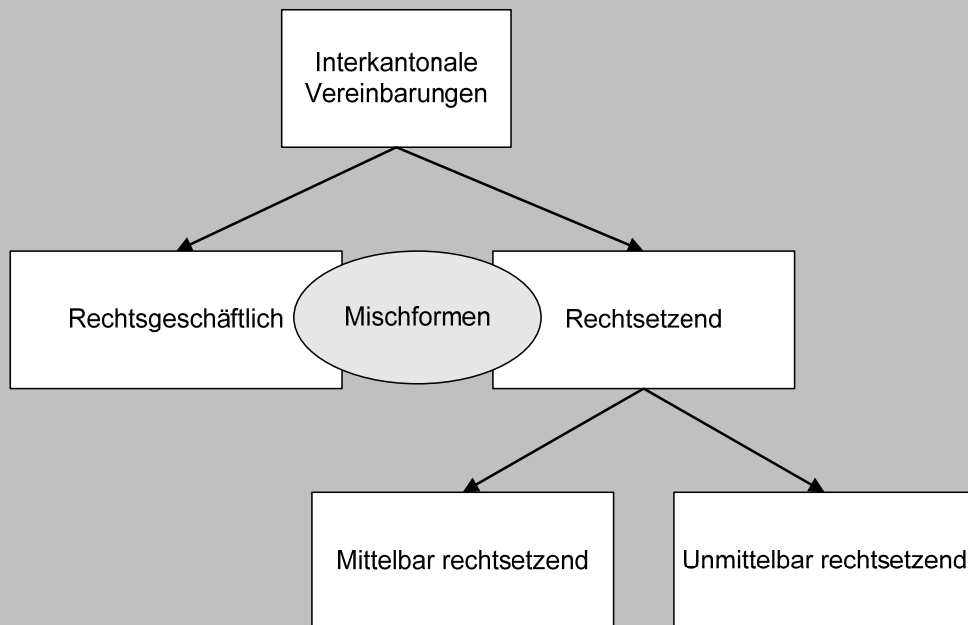 Interkantonale
Vereinbarungen
Rechtsgeschäftlich
Mischformen
Rechtsetzend
Mittelbar rechtsetzend
Unmittelbar rechtsetzend